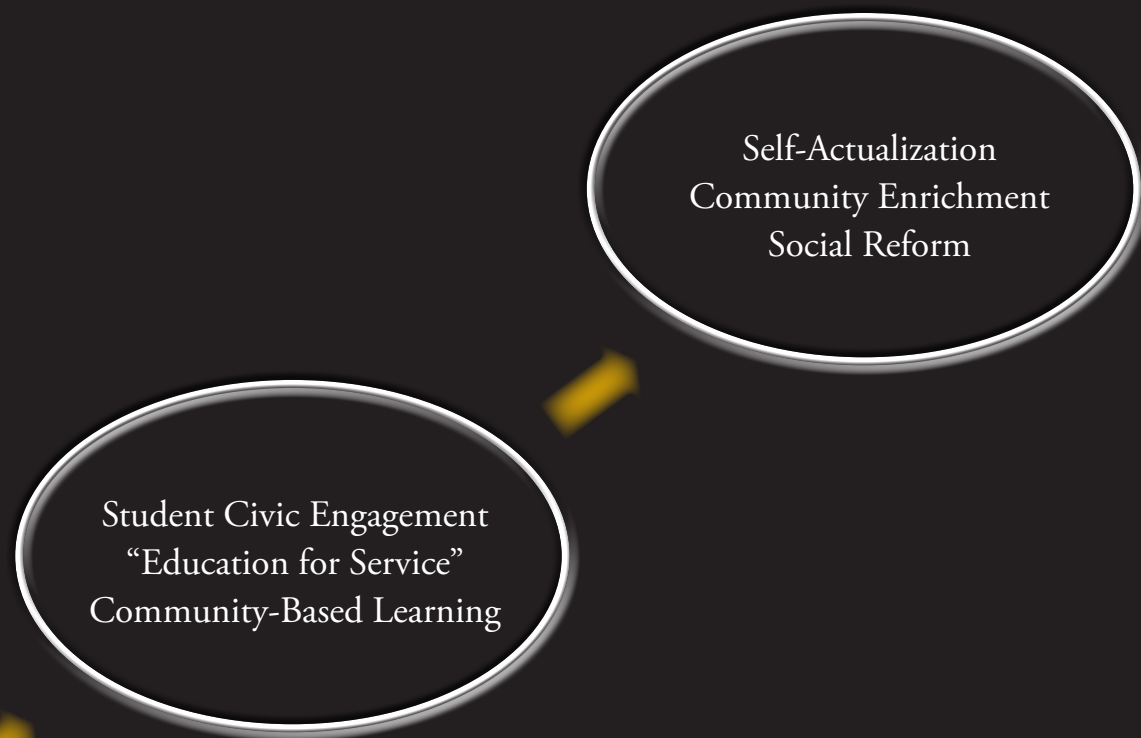 Self-Actualization
Community Enrichment
Social Reform
Student Civic Engagement
“Education for Service”
Community-Based Learning